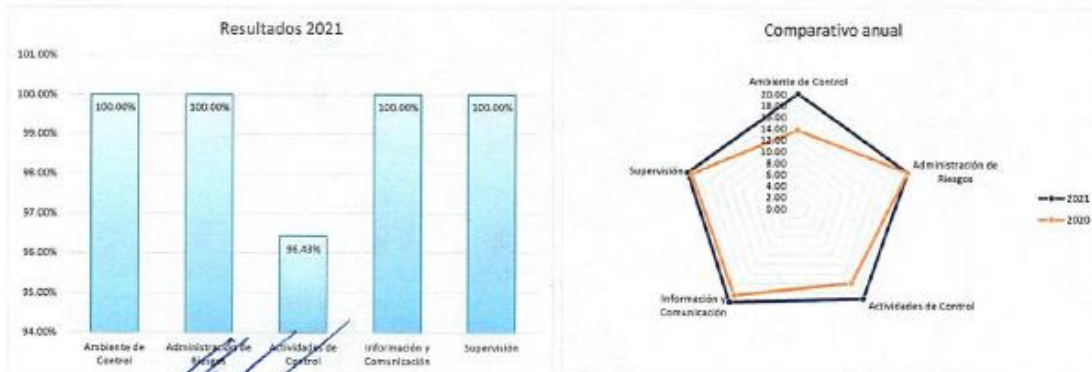 Resultados 2021
101.00%
100.00%
99.00%
98.00%
97.00%
96.00%
95.00%
94.00%
100.00%
100.00%
96.43%
100.00%
100.00%
Ambiente de
Control
Administración de
Riesgos
Actividades de
Control
Información y
Comunicación
Supervisión
Comparativo anual
Ambiente de Control
20.00
18.00
16.00
14.00
12.00
10.00
8.00
6.00
4.00
2.00
0.00
Administración de
Riesgos
Actividades de Control
Información y
Comunicación
Supervisión
2021
2020